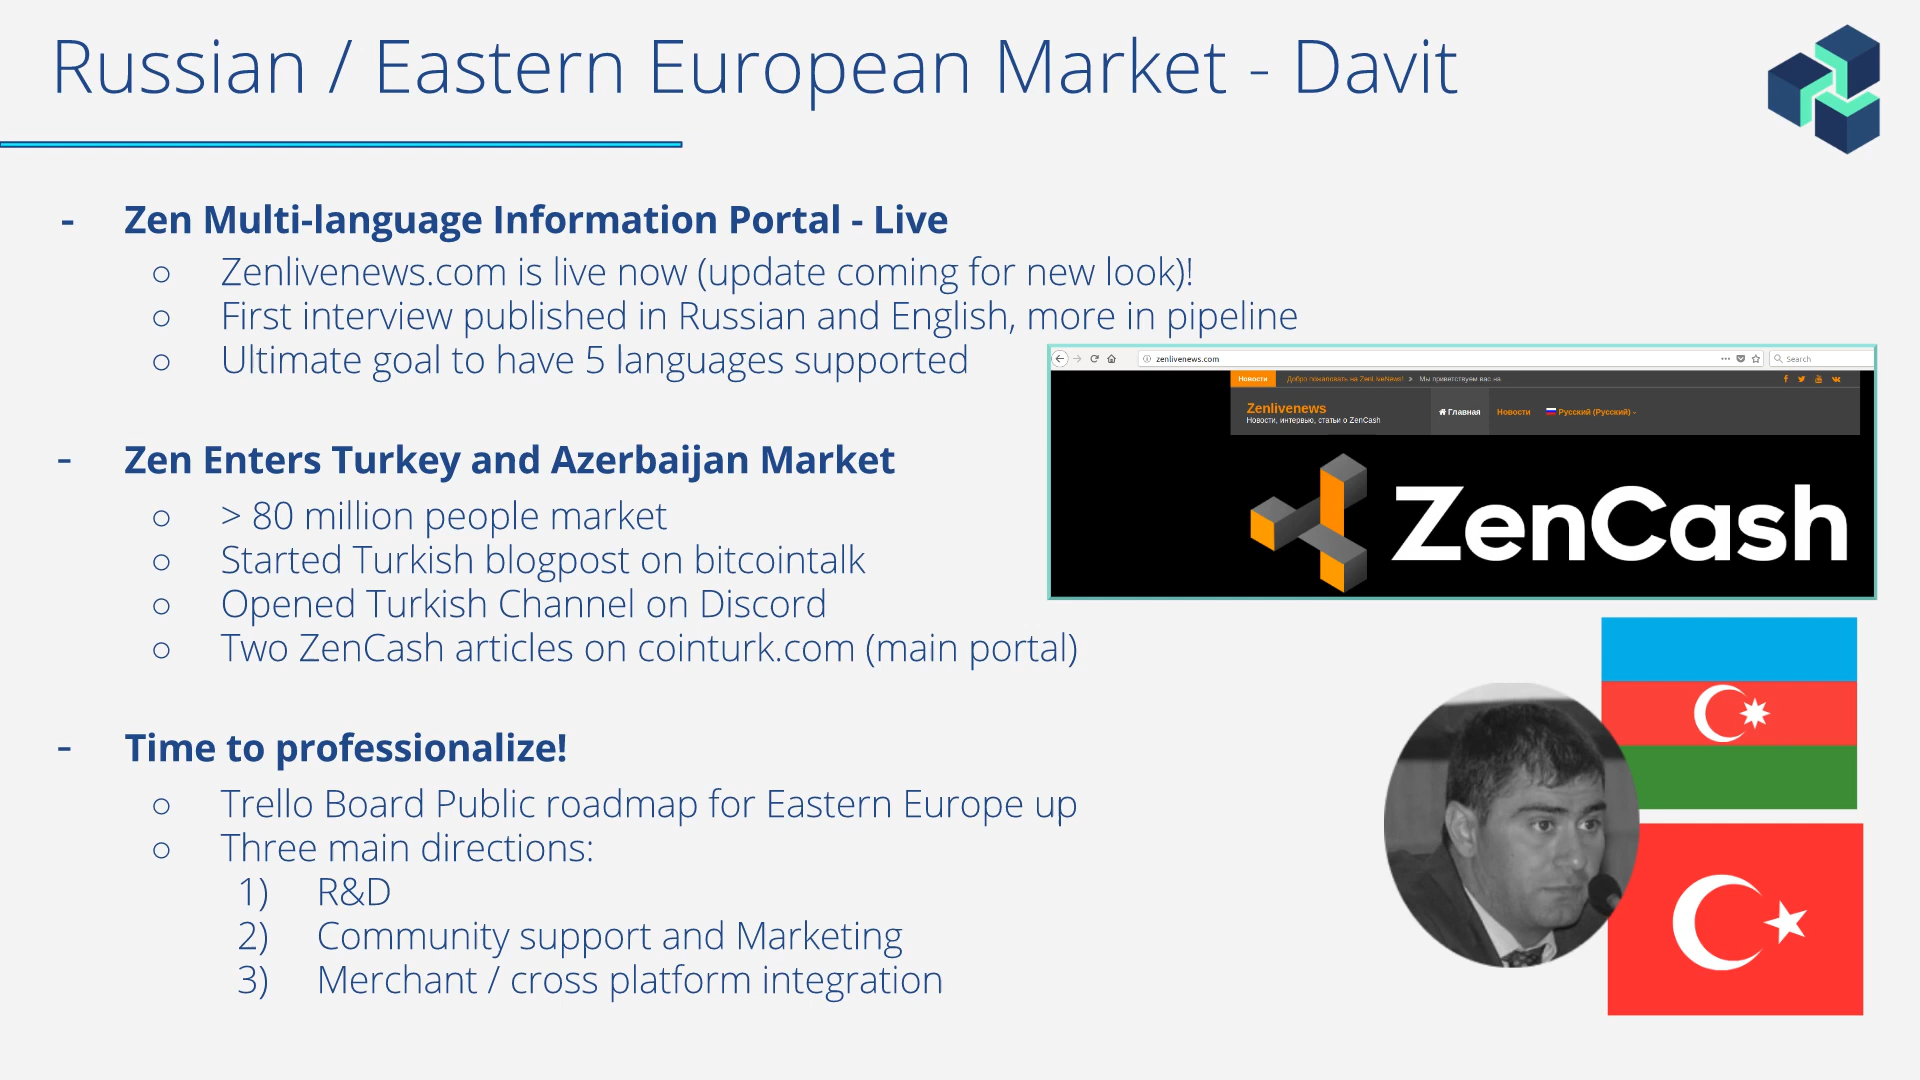 Russian / Eastern European Market - Davit
- Zen Multi-language Information Portal - Live
○ Zenlivenews.com is live now (update coming for new look)!
○ First interview published in Russian and English, more in pipeline
○ Ultimate goal to have 5 languages supported
zenlivenews.com
Search
Новости Добро пожаловать на ZenLiveNews! » Мы приветствуем вас на
Zenlivenews
Новости, интервью, статьи о ZenCash
Главная Новости Русский (Русский)
ZenCash
- Zen Enters Turkey and Azerbaijan Market
○ > 80 million people market
○ Started Turkish blogpost on bitcointalk
○ Opened Turkish Channel on Discord
○ Two ZenCash articles on cointurk.com (main portal)
- Time to professionalize!
○ Trello Board Public roadmap for Eastern Europe up
○ Three main directions:
1) R&D
2) Community support and Marketing
3) Merchant / cross platform integration